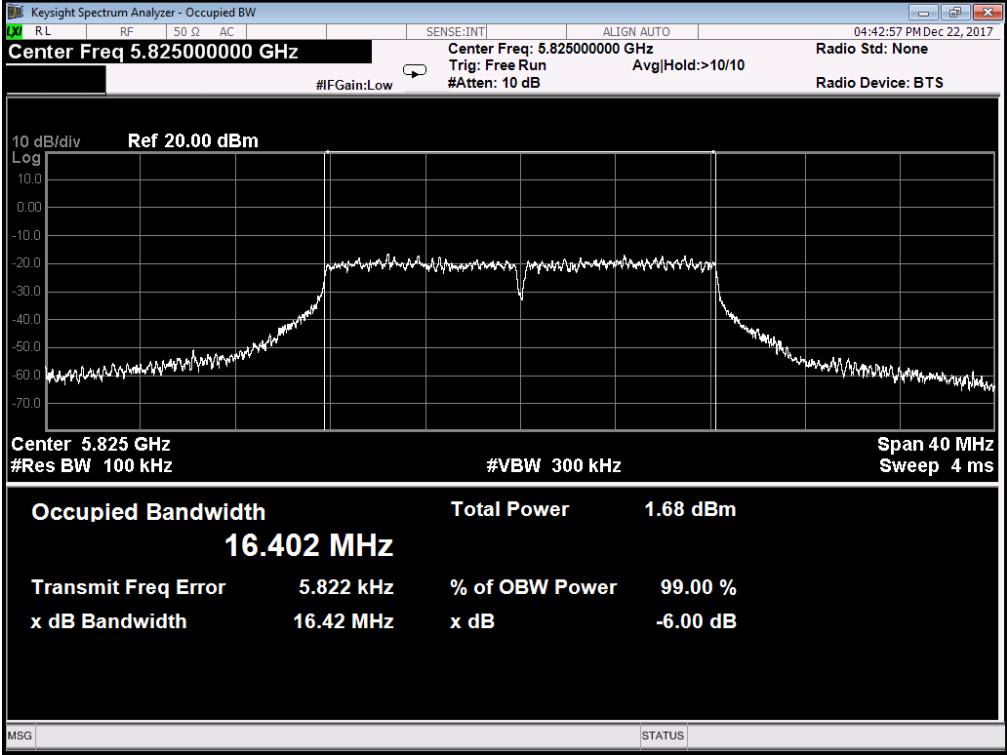 Keysight Spectrum Analyzer - Occupied BW
LXI RL RF 50 Ω AC SENSE:INT ALIGN AUTO 04:42:57 PM Dec 22, 2017
Center Freq 5.825000000 GHz Center Freq: 5.825000000 GHz Radio Std: None
Trig: Free Run Avg|Hold:>10/10
#IFGain:Low #Atten: 10 dB Radio Device: BTS
10 dB/div Ref 20.00 dBm
Log
10.0
0.00
-10.0
-20.0
-30.0
-40.0
-50.0
-60.0
-70.0
Center 5.825 GHz Span 40 MHz
#Res BW 100 kHz #VBW 300 kHz Sweep 4 ms
Occupied Bandwidth Total Power 1.68 dBm
16.402 MHz
Transmit Freq Error 5.822 kHz % of OBW Power 99.00 %
x dB Bandwidth 16.42 MHz x dB -6.00 dB
MSG STATUS